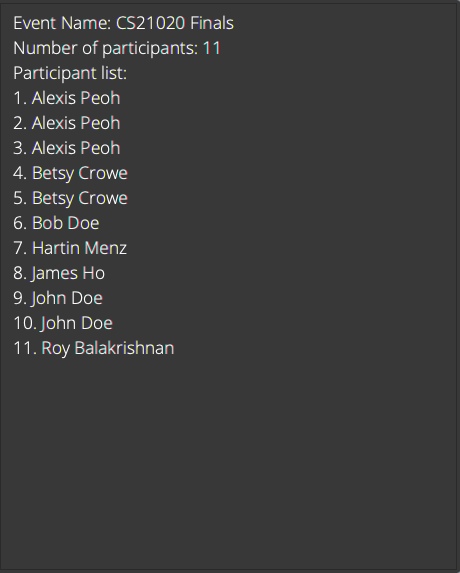 Event Name: CS21020 Finals
Number of participants: 11
Participant list:
1. Alexis Peoh
2. Alexis Peoh
3. Alexis Peoh
4. Betsy Crowe
5. Betsy Crowe
6. Bob Doe
7. Hartin Menz
8. James Ho
9. John Doe
10. John Doe
11. Roy Balakrishnan